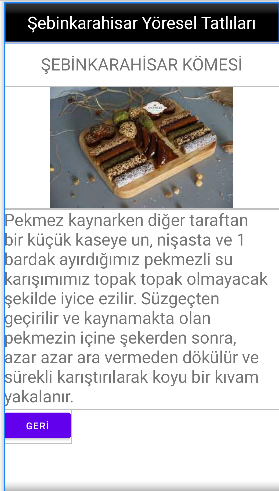 Şebinkarahisar Yöresel Tatlıları
ŞEBİNKARAHİSAR KÖMESİ
Pekmez kaynarken diğer taraftan
bir küçük kaseye un, nişasta ve 1
bardak ayırdığımız pekmezli su
karışımımız topak topak olmayacak
şekilde iyice ezilir. Süzgeçten
geçirilir ve kaynamakta olan
pekmezin içine şekerden sonra,
azar azar ara vermeden dökülür ve
sürekli karıştırılarak koyu bir kıvam
yakalanır.
GERİ